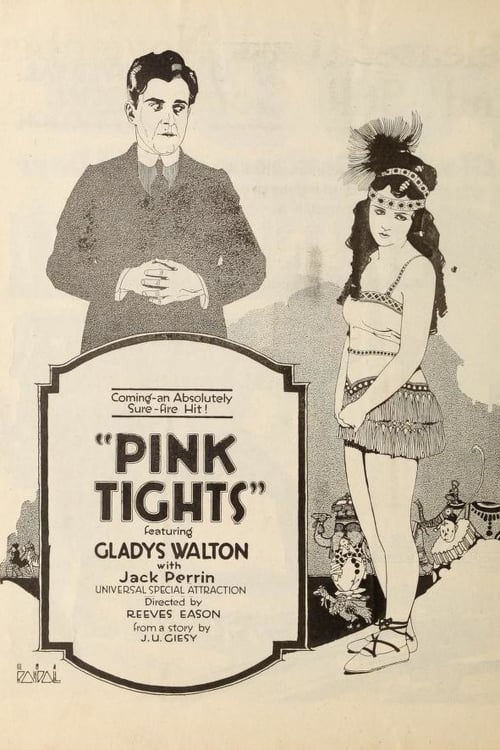 Coming-an Absolutely
Sure-fire Hit!
"PINK
TIGHTS"
featuring
GLADYS WALTON
with
Jack Perrin
UNIVERSAL SPECIAL ATTRACTION
Directed by
REEVES EASON
from a story by
J.U. GIESY